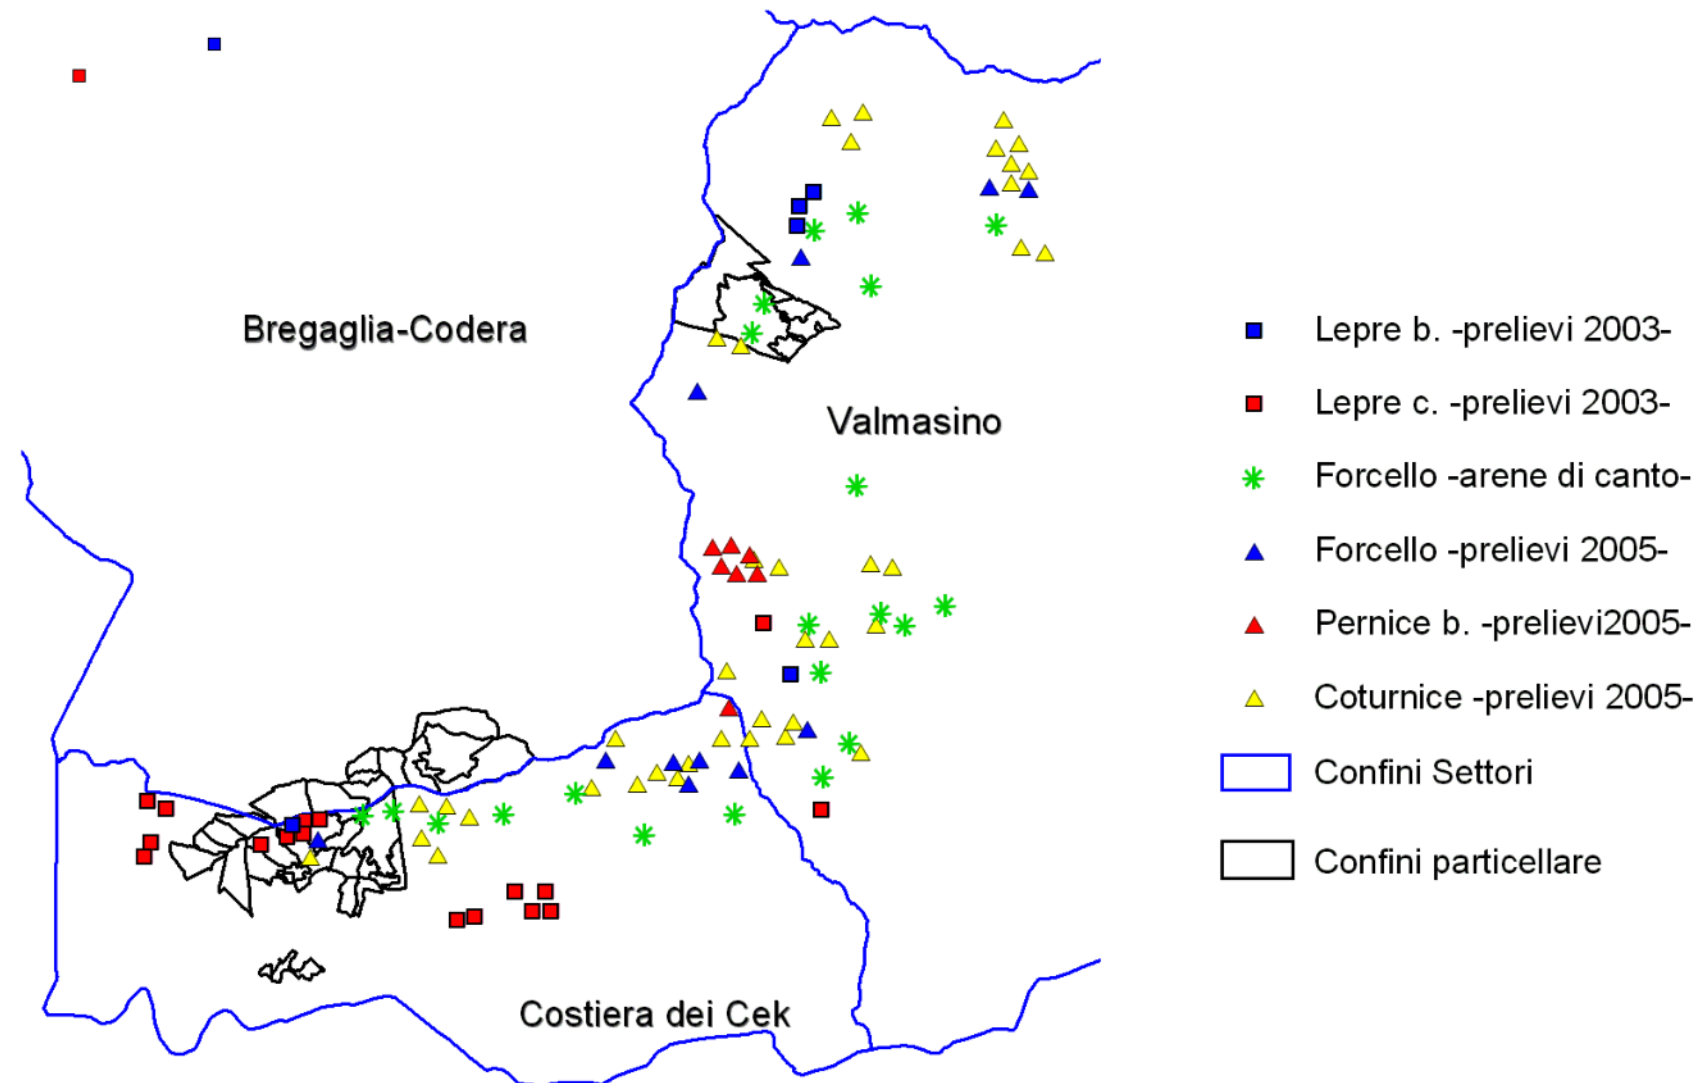 Bregaglia-Codera
Valmasino
Costiera dei Cek
Lepre b. -prelievi 2003-
Lepre c. -prelievi 2003-
Forcello -arene di canto-
Forcello -prelievi 2005-
Pernice b. -prelievi2005-
Coturnice -prelievi 2005-
Confini Settori
Confini particellare